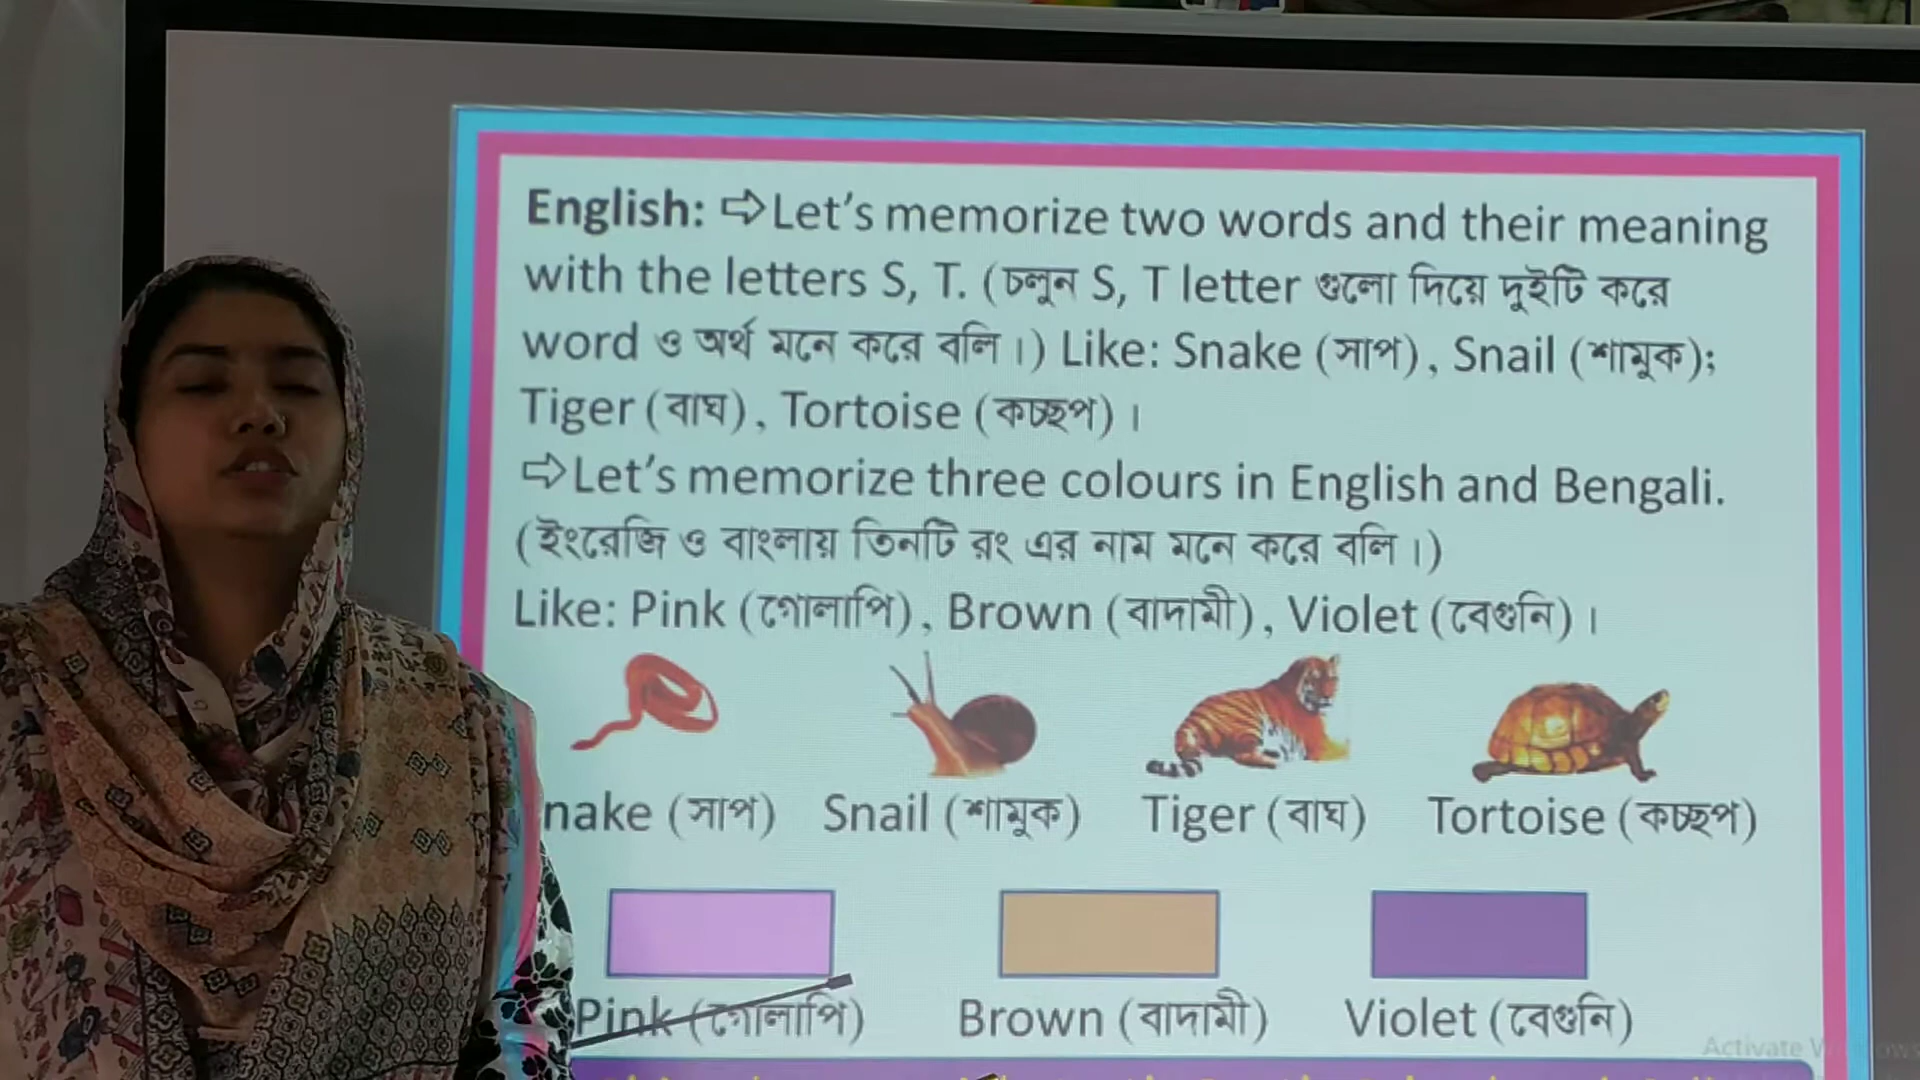 English: ⇨Let's memorize two words and their meaning
with the letters S, T. (চলুন S, T letter গুলো দিয়ে দুইটি করে
word ও অর্থ মনে করে বলি।) Like: Snake (সাপ), Snail (শামুক);
Tiger (বাঘ), Tortoise (কচ্ছপ)।
⇨Let's memorize three colours in English and Bengali.
(ইংরেজি ও বাংলায় তিনটি রং এর নাম মনে করে বলি।)
Like: Pink (গোলাপি), Brown (বাদামী), Violet (বেগুনি)।
nake (সাপ) Snail (শামুক) Tiger (বাঘ) Tortoise (কচ্ছপ)
Pink (গোলাপি) Brown (বাদামী) Violet (বেগুনি)
Activate